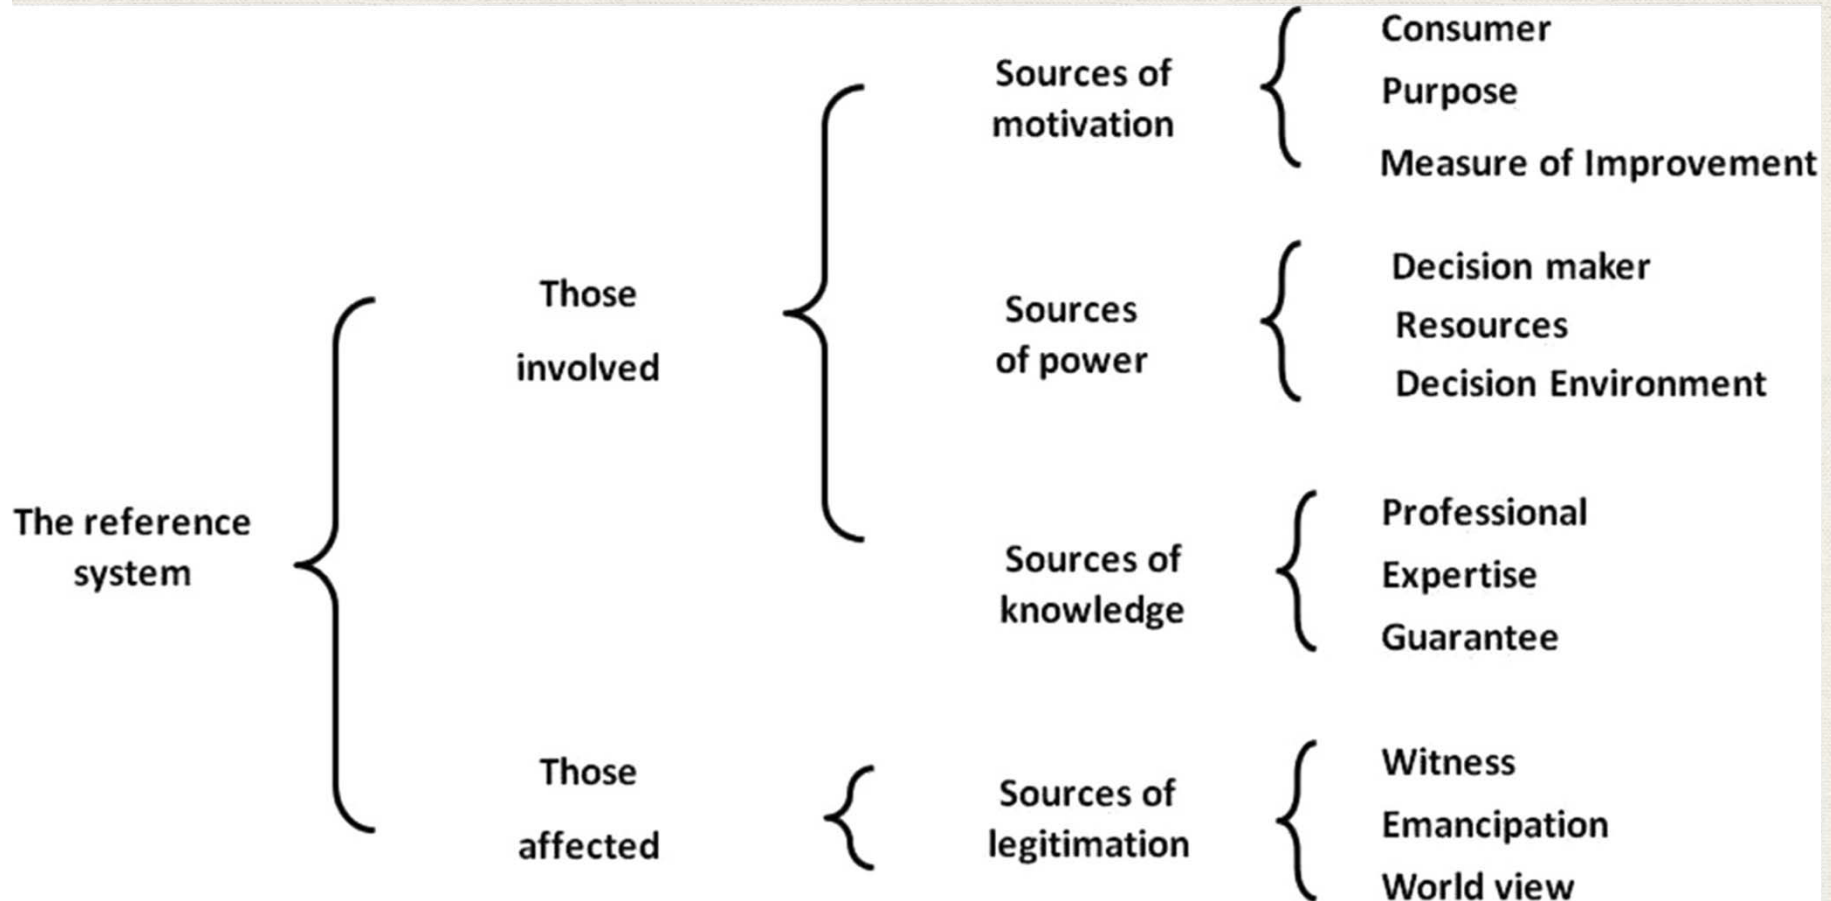 The reference
system
Those
involved
Sources of
motivation
Consumer
Purpose
Measure of Improvement
Sources
of power
Decision maker
Resources
Decision Environment
Sources of
knowledge
Professional
Expertise
Guarantee
Those
affected
Sources of
legitimation
Witness
Emancipation
World view